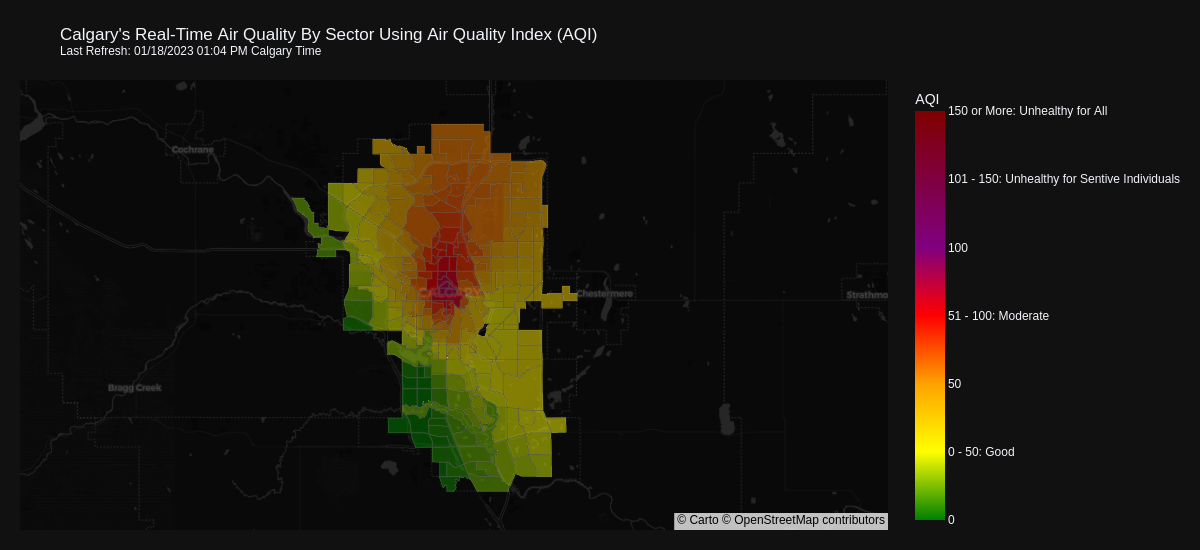 Calgary's Real-Time Air Quality By Sector Using Air Quality Index (AQI)
Last Refresh: 01/18/2023 01:04 PM Calgary Time
AQI
150 or More: Unhealthy for All
Cochrane
101 - 150: Unhealthy for Sentive Individuals
100
CALGARY
Chestermere
Strathmo
51 - 100: Moderate
50
Bragg Creek
0 - 50: Good
0
© Carto © OpenStreetMap contributors